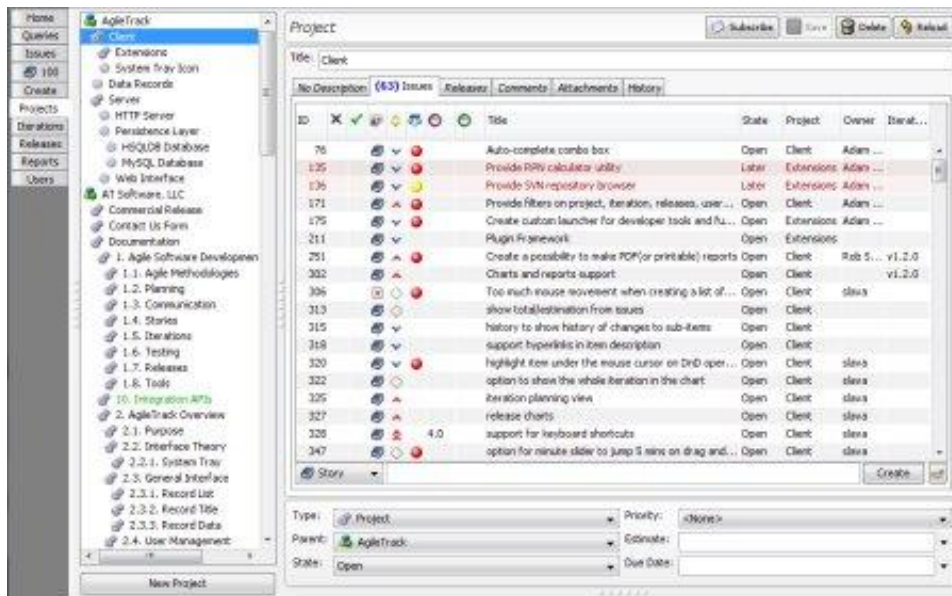 Home
Queries
Issues
100
Create
Projects
Iterations
Releases
Reports
Users
AgileTrack
Client
Extensions
System Tray Icon
Data Records
Server
HTTP Server
Persistence Layer
HSQLDB Database
MySQL Database
Web Interface
AT Software, LLC
Commercial Release
Contact Us Form
Documentation
1. Agile Software Developmen
1.1. Agile Methodologies
1.2. Planning
1.3. Communication
1.4. Stories
1.5. Iterations
1.6. Testing
1.7. Releases
1.8. Tools
10. Integration APIs
2. AgileTrack Overview
2.1. Purpose
2.2. Interface Theory
2.2.1. System Tray
2.3. General Interface
2.3.1. Record List
2.3.2. Record Title
2.3.3. Record Data
2.4. User Management
New Project
Project
Subscribe Save Delete Reload
Title: Client
No Description (63) Issues Releases Comments Attachments History
ID Title State Project Owner Iterat...
76 Auto-complete combo box Open Client Adam ...
135 Provide RPN calculator utility Later Extensions Adam ...
136 Provide SVN repository browser Later Extensions Adam ...
171 Provide filters on project, iteration, releases, user... Open Client Adam ...
175 Create custom launcher for developer tools and fu... Open Extensions Adam ...
211 Plugin Framework Open Extensions
251 Create a possibility to make PDF(or printable) reports Open Client Rob S... v1.2.0
302 Charts and reports support Open Client v1.2.0
306 Too much mouse movement when creating a list of... Open Client slava
313 show total/estimation from issues Open Client
315 history to show history of changes to sub-items Open Client
318 support hyperlinks in item description Open Client
320 highlight item under the mouse cursor on DnD oper... Open Client slava
322 option to show the whole iteration in the chart Open Client slava
325 iteration planning view Open Client slava
327 release charts Open Client slava
328 4.0 support for keyboard shortcuts Open Client slava
347 option for minute slider to jump 5 mins on drag and... Open Client slava
Story Create
Type: Project Priority: <None>
Parent: AgileTrack Estimate:
State: Open Due Date: